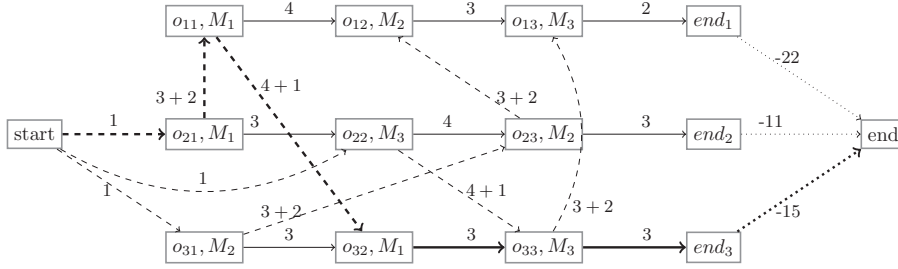 o11, M1 4 o12, M2 3 o13, M3 2 end1
-22
3 + 2 4 + 1 3 + 2
start 1 o21, M1 3 o22, M3 4 o23, M2 3 end2 -11 end
1 1 4 + 1 3 + 2
3 + 2 -15
o31, M2 3 o32, M1 3 o33, M3 3 end3